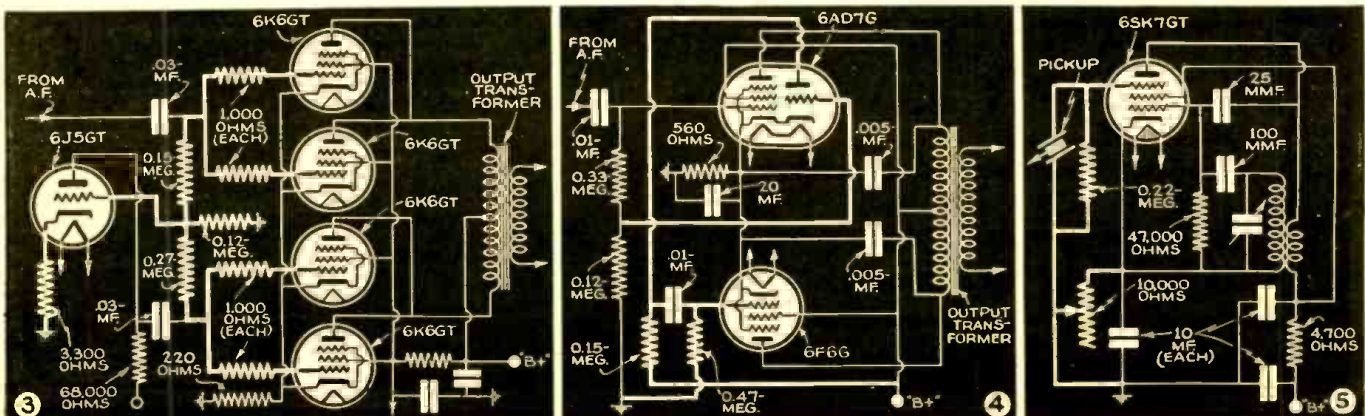 6K6GT
.03-
MF.
FROM
A.F.
1,000
OHMS
(EACH)
OUTPUT
TRANS-
FORMER
6J5GT
0.15
MEG.
6K6GT
6K6GT
0.12-
MEG.
0.27-
MEG.
.03-
MF.
1,000
OHMS
(EACH)
6K6GT
3,300
OHMS
220
OHMS
68,000
OHMS
"B+"
3
6AD7G
FROM
A.F.
.01-
MF.
560
OHMS
.005-
MF.
0.33-
MEG.
20
MF.
.01-
MF.
0.12-
MEG.
.005-
MF.
OUTPUT
TRANS-
FORMER
0.15-
MEG.
6F6G
0.47-
MEG.
"B+"
4
6SK7GT
PICKUP
25
MMF.
100
MMF.
0.22-
MEG.
47,000
OHMS
10,000
OHMS
10
MF.
(EACH)
4,700
OHMS
"B+"
5